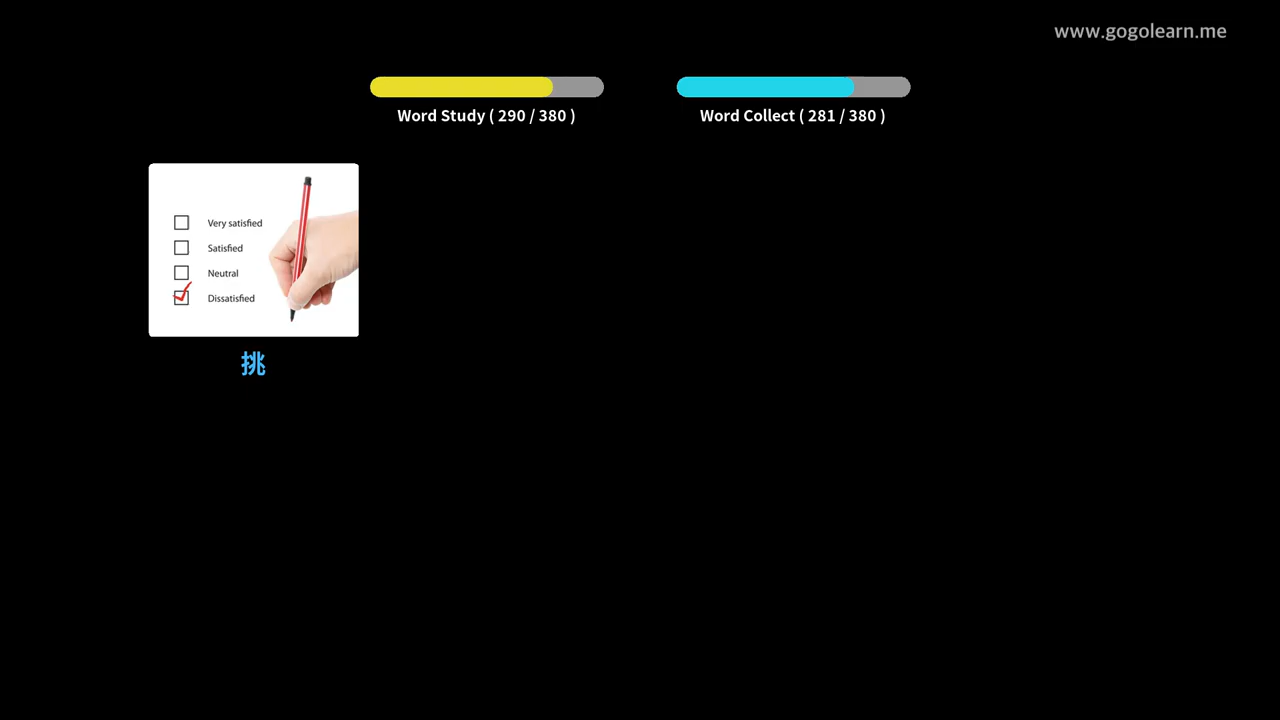 www.gogolearn.me
Word Study ( 290 / 380 )
Word Collect ( 281 / 380 )
Very satisfied
Satisfied
Neutral
Dissatisfied
挑